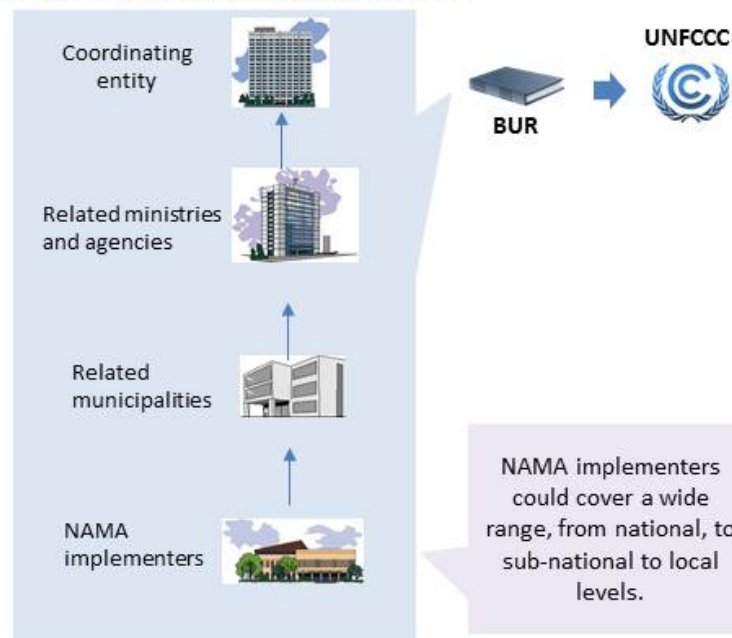 Coordinating
entity
UNFCCC
BUR
Related ministries
and agencies
Related
municipalities
NAMA
implementers
NAMA implementers
could cover a wide
range, from national, to
sub-national to local
levels.